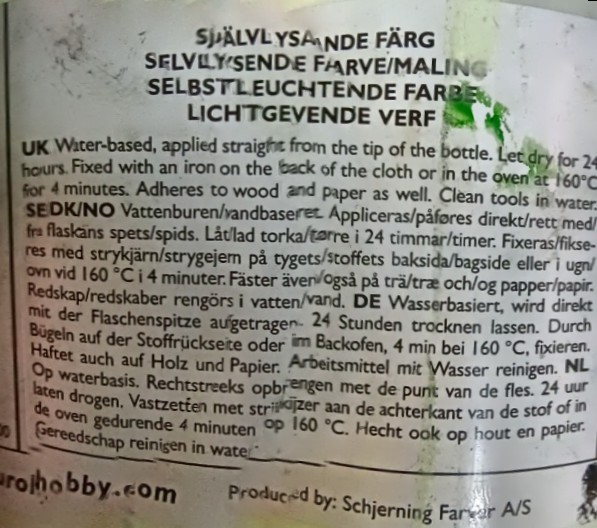 SJÄLVLYSANDE FÄRG
SELVLYSENDE FARVE/MALING
SELBSTLEUCHTENDE FARBE
LICHTGEVENDE VERF
UK Water-based, applied straight from the tip of the bottle. Let dry for 24
hours. Fixed with an iron on the back of the cloth or in the oven at 160°C
for 4 minutes. Adheres to wood and paper as well. Clean tools in water.
SE DK/NO Vattenburen/vandbaseret. Appliceras/påføres direkt/rett med/
fra flaskans spets/spids. Låt/lad torka/tørre i 24 timmar/timer. Fixeras/fikse-
res med strykjärn/strygejern på tygets/stoffets baksida/bagside eller i ugn/
ovn vid 160 °C i 4 minuter. Fäster även/også på trä/træ och/og papper/papir.
Redskap/redskaber rengörs i vatten/vand. DE Wasserbasiert, wird direkt
mit der Flaschenspitze aufgetragen. 24 Stunden trocknen lassen. Durch
Bügeln auf der Stoffrückseite oder im Backofen, 4 min bei 160 °C, fixieren.
Haftet auch auf Holz und Papier. Arbeitsmittel mit Wasser reinigen. NL
Op waterbasis. Rechtstreeks opbrengen met de punt van de fles. 24 uur
laten drogen. Vastzetten met strijkijzer aan de achterkant van de stof of in
de oven gedurende 4 minuten op 160 °C. Hecht ook op hout en papier.
Gereedschap reinigen in water
hobby.com
Produced by: Schjerning Farver A/S